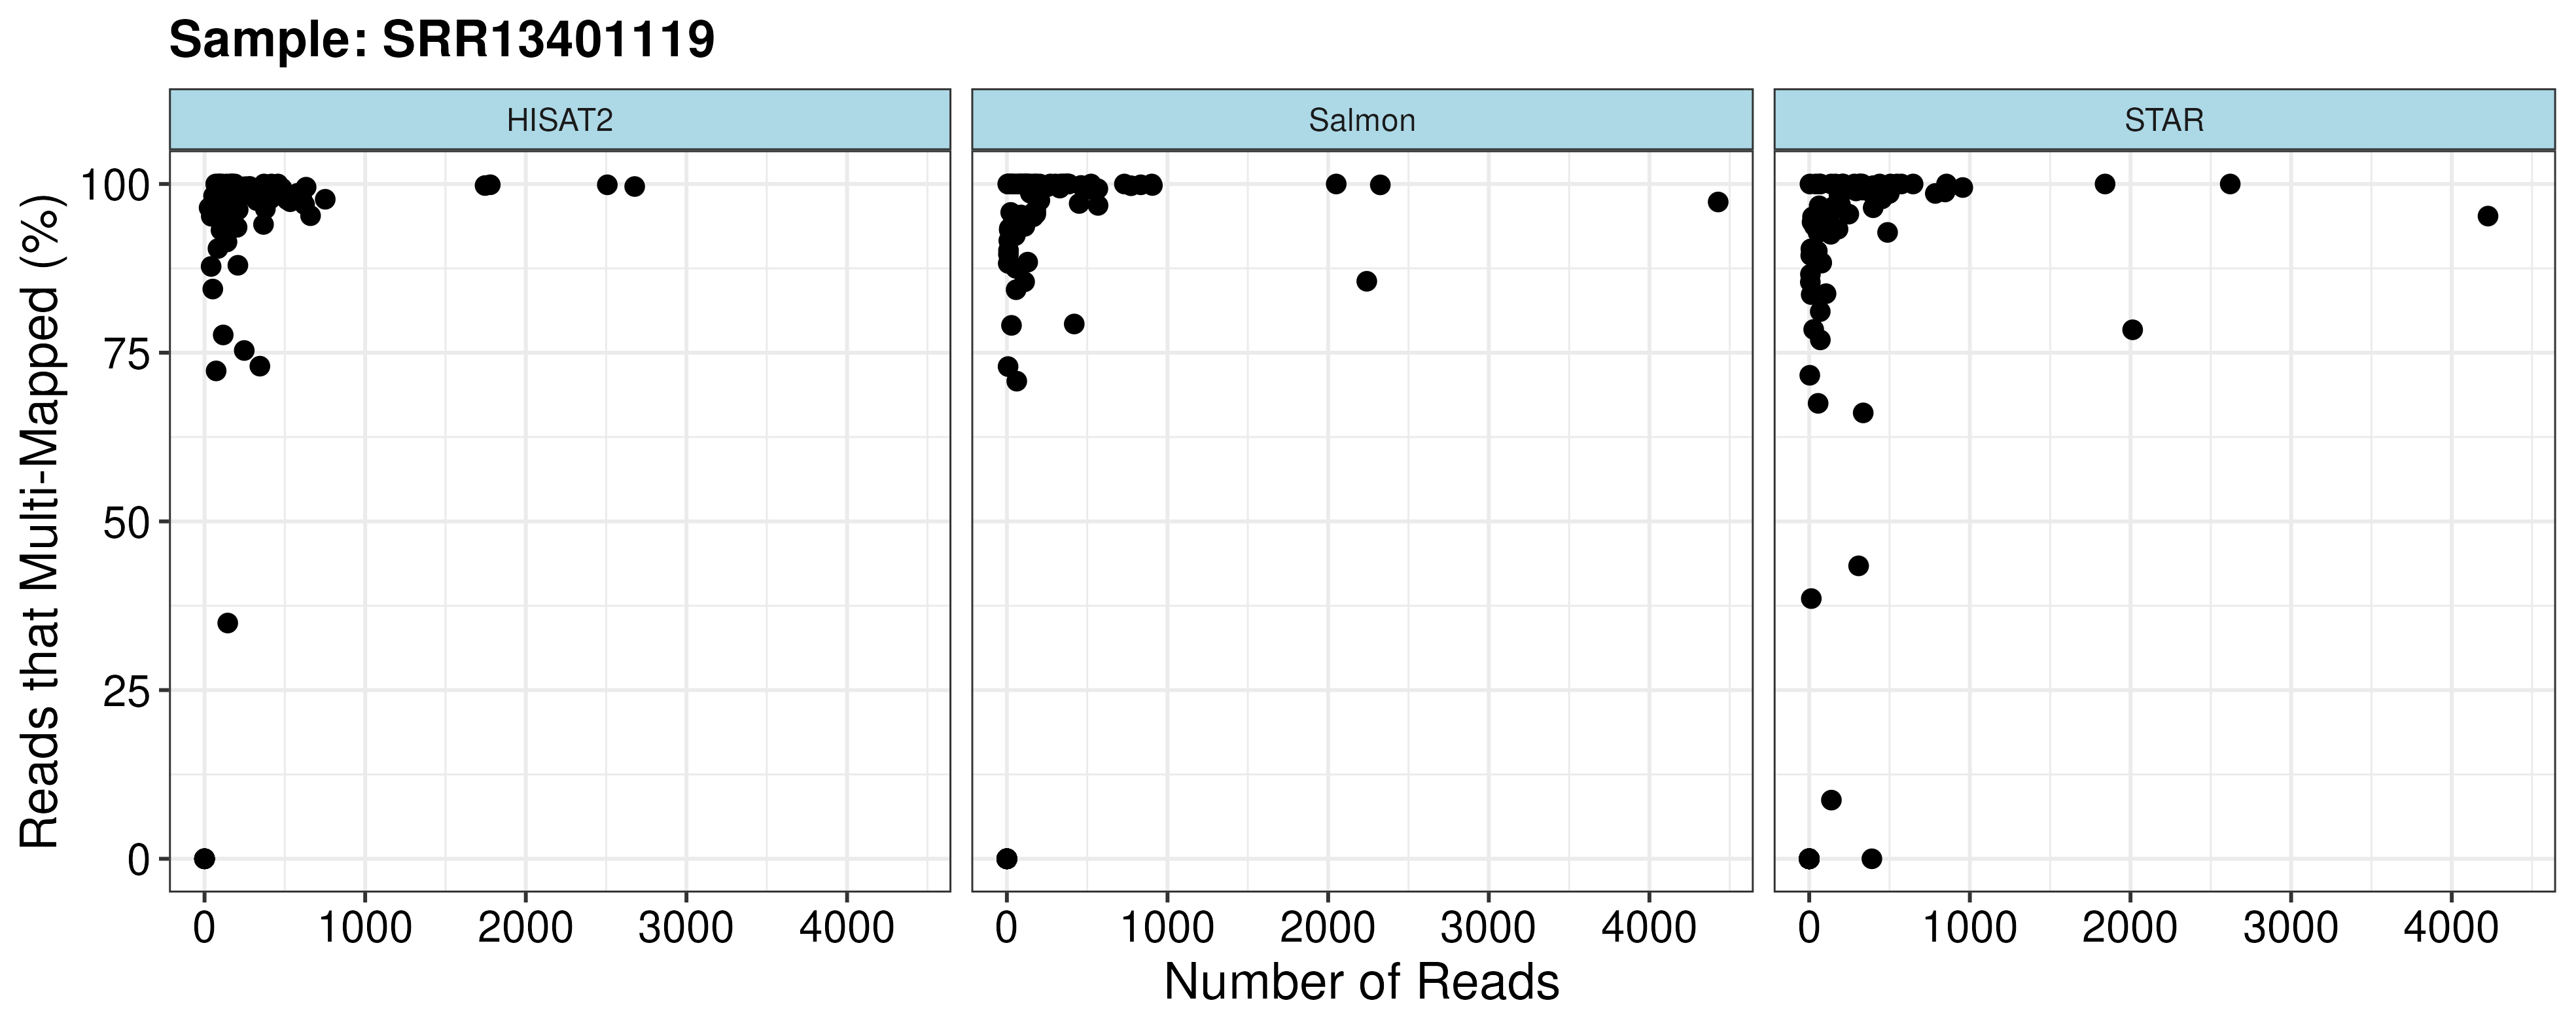 Sample: SRR13401119
HISAT2 Salmon STAR
Reads that Multi-Mapped (%)
100
75
50
25
0
0 1000 2000 3000 4000 0 1000 2000 3000 4000 0 1000 2000 3000 4000
Number of Reads